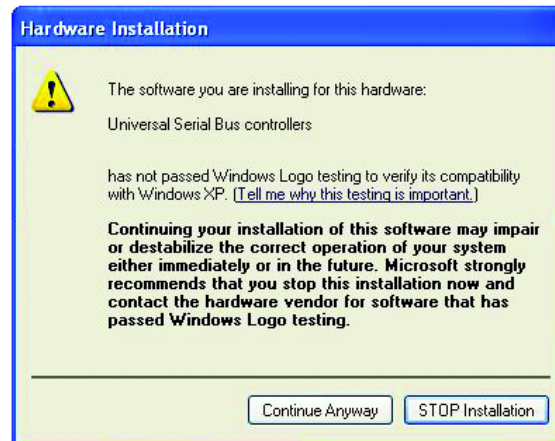 Hardware Installation
The software you are installing for this hardware:
Universal Serial Bus controllers
has not passed Windows Logo testing to verify its compatibility
with Windows XP. (Tell me why this testing is important.)
Continuing your installation of this software may impair
or destabilize the correct operation of your system
either immediately or in the future. Microsoft strongly
recommends that you stop this installation now and
contact the hardware vendor for software that has
passed Windows Logo testing.
Continue Anyway STOP Installation